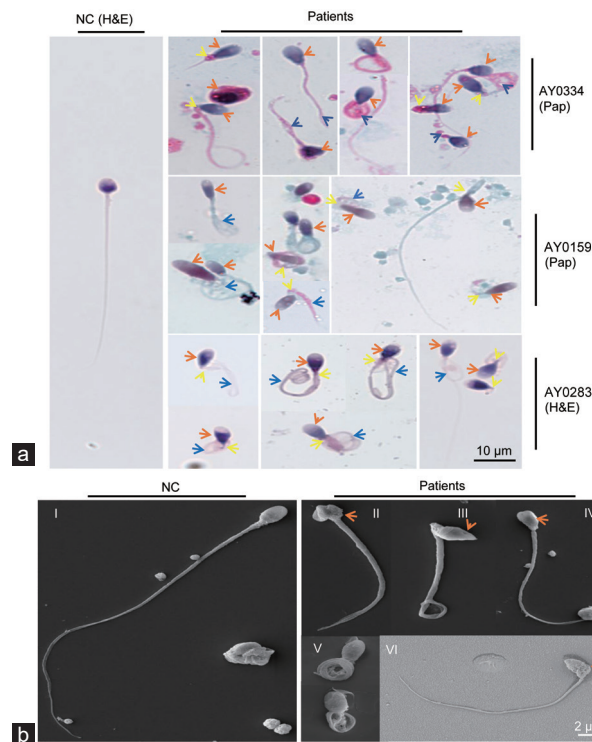 NC (H&E)
Patients
AY0334
(Pap)
AY0159
(Pap)
AY0283
(H&E)
10 µm
a
NC
Patients
I
II
III
IV
V
VI
2 µ
b